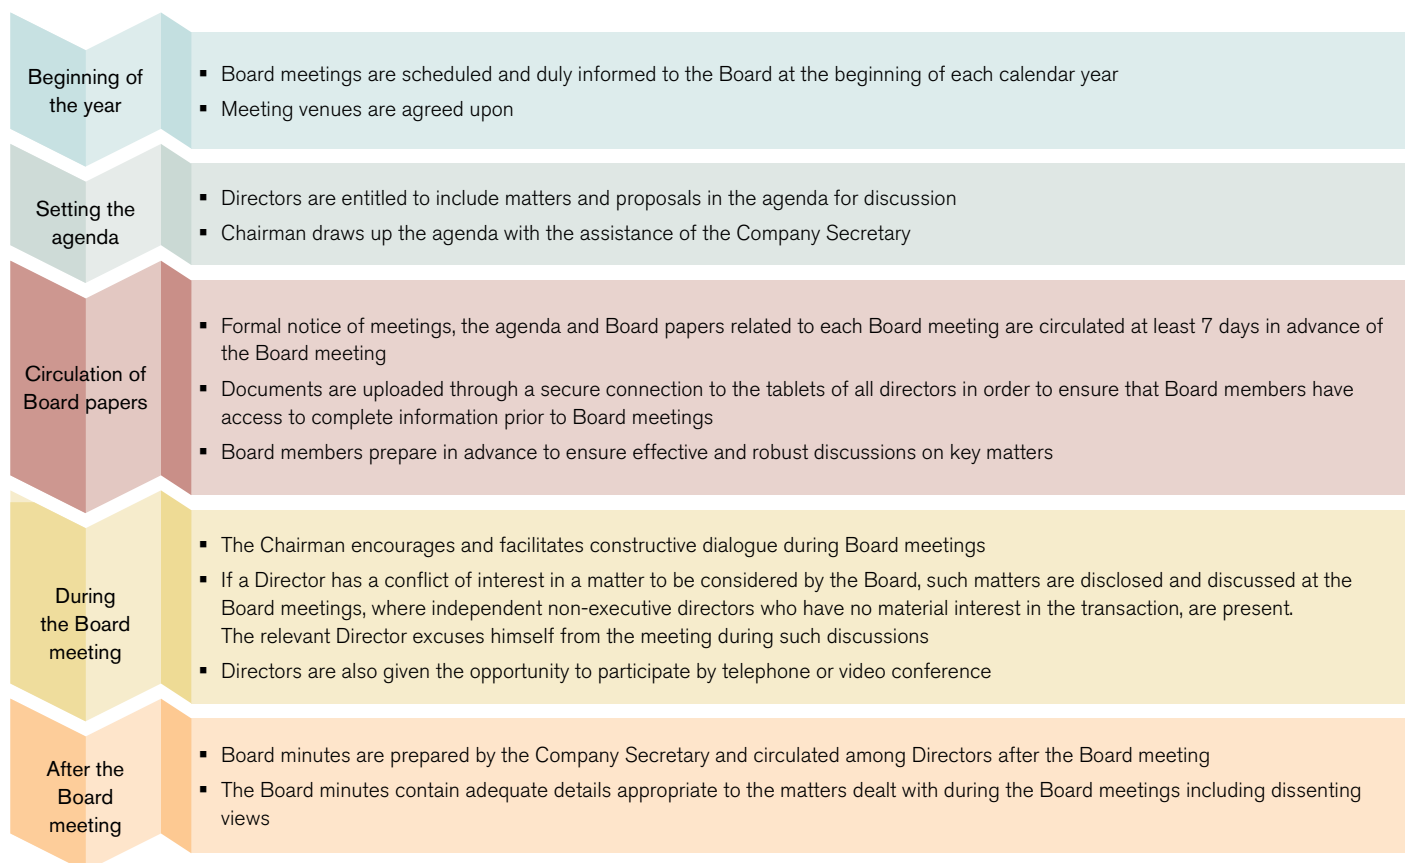 Beginning of
the year
▪ Board meetings are scheduled and duly informed to the Board at the beginning of each calendar year
▪ Meeting venues are agreed upon
Setting the
agenda
▪ Directors are entitled to include matters and proposals in the agenda for discussion
▪ Chairman draws up the agenda with the assistance of the Company Secretary
Circulation of
Board papers
▪ Formal notice of meetings, the agenda and Board papers related to each Board meeting are circulated at least 7 days in advance of
the Board meeting
▪ Documents are uploaded through a secure connection to the tablets of all directors in order to ensure that Board members have
access to complete information prior to Board meetings
▪ Board members prepare in advance to ensure effective and robust discussions on key matters
During
the Board
meeting
▪ The Chairman encourages and facilitates constructive dialogue during Board meetings
▪ If a Director has a conflict of interest in a matter to be considered by the Board, such matters are disclosed and discussed at the
Board meetings, where independent non-executive directors who have no material interest in the transaction, are present.
The relevant Director excuses himself from the meeting during such discussions
▪ Directors are also given the opportunity to participate by telephone or video conference
After the
Board
meeting
▪ Board minutes are prepared by the Company Secretary and circulated among Directors after the Board meeting
▪ The Board minutes contain adequate details appropriate to the matters dealt with during the Board meetings including dissenting
views